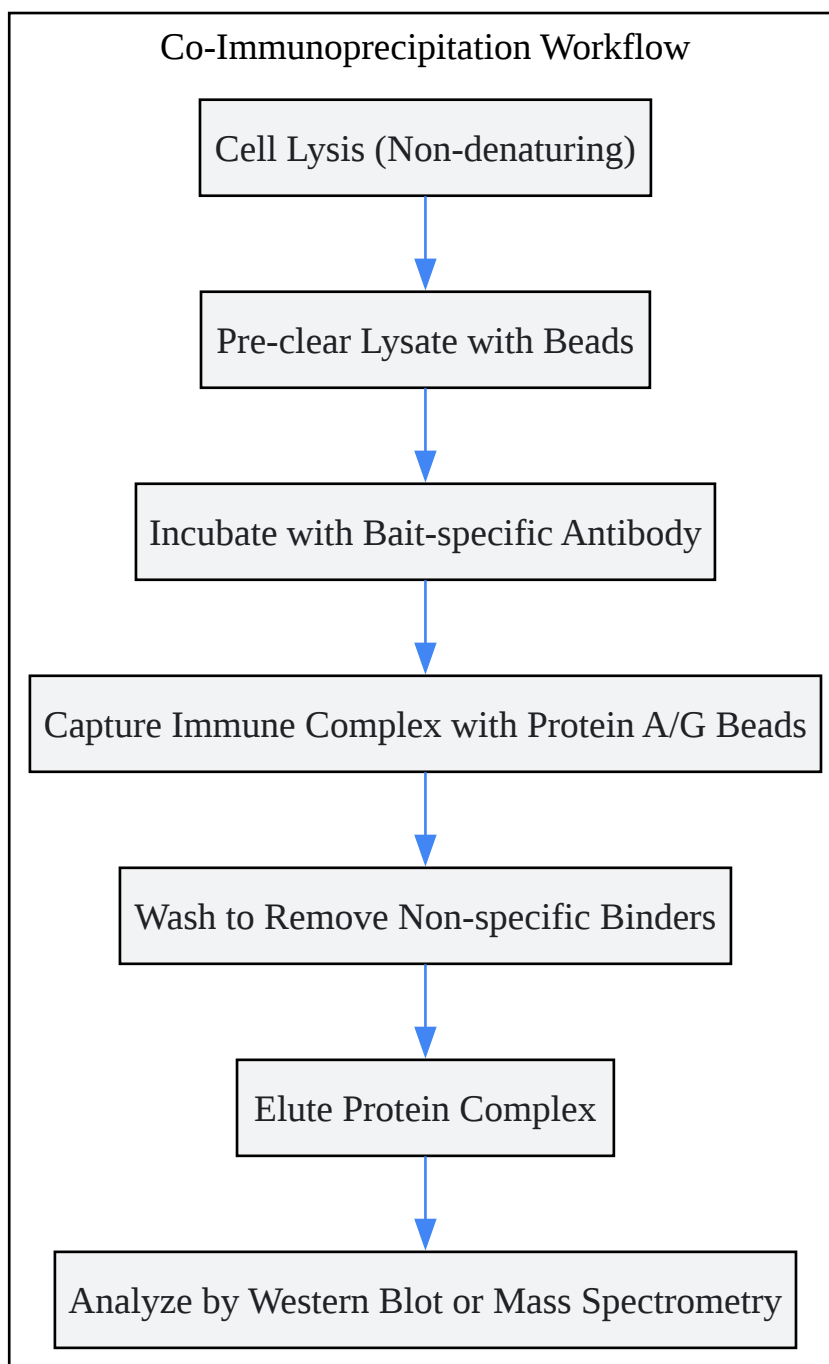 Co-Immunoprecipitation Workflow
Cell Lysis (Non-denaturing)
Pre-clear Lysate with Beads
Incubate with Bait-specific Antibody
Capture Immune Complex with Protein A/G Beads
Wash to Remove Non-specific Binders
Elute Protein Complex
Analyze by Western Blot or Mass Spectrometry